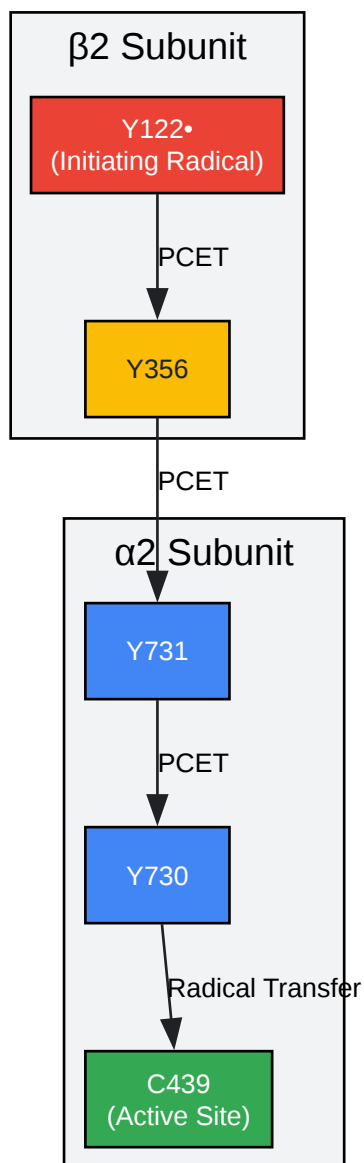 β2 Subunit
Y122•
(Initiating Radical)
PCET
Y356
PCET
α2 Subunit
Y731
PCET
Y730
Radical Transfer
C439
(Active Site)